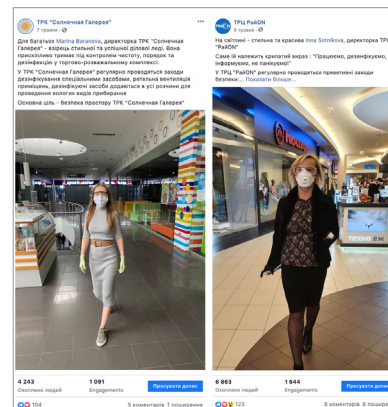 ТРК "Солнечная Галерея"
7 травня ·
Для багатьох Marina Baranova, директорка ТРК "Солнечная
Галерея" - взірець стильної та успішної ділової леді. Вона
прискіпливо тримає під контролем чистоту, порядок та
дезінфекцію у торгово-розважальному комплексі.
У ТРК "Солнечная Галерея" регулярно проводяться заходи
дезінфікування спеціальними засобами, ретельна вентиляція
приміщень, дезінфікуючі засоби додаються в усі розчини для
проведення вологих видів прибирання
Основна ціль - безпека простору ТРК "Солнечная Галерея"
4 243
Охоплено людей
1 091
Engagements
Просувати допис
104
5 коментарів 1 поширення
ТРЦ РайON
8 травня ·
На світлині - стильна та красива Inna Sotnikova, директорка ТРЦ
"РайON"
Саме їй належить крилатий вираз : "Працюємо, дезинфікуємо,
інформуємо, не панікуємо!"
У ТРЦ "РайON" регулярно проводяться превентивні заходи
безпеки:... Показати більше...
ТЕХНО ЇЖ
6 863
Охоплено людей
1 644
Engagements
Просувати допис
123
8 коментарів 8 пошире